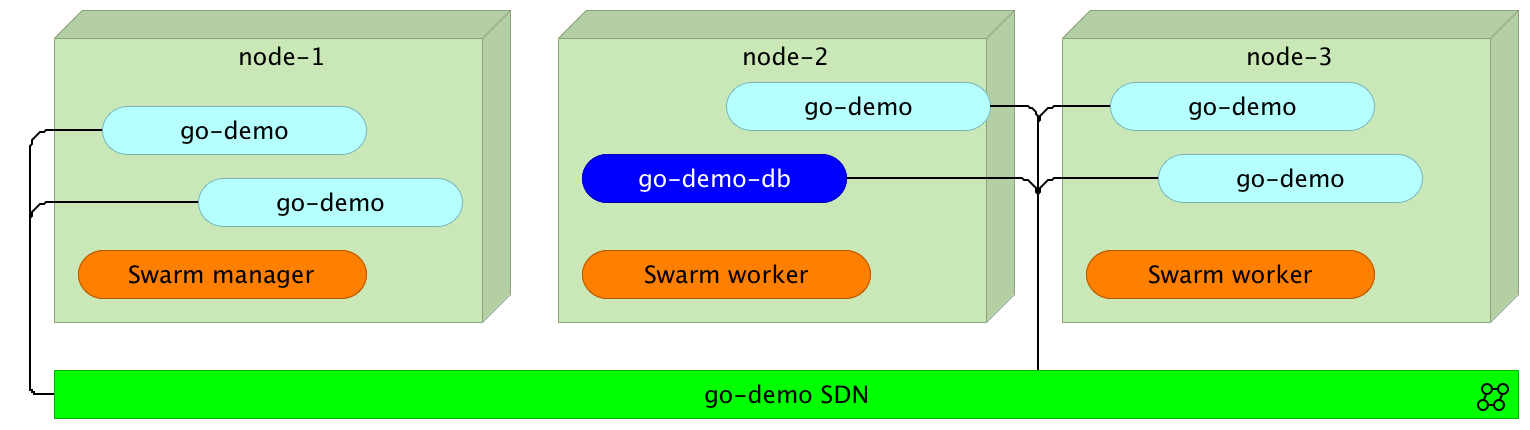 node-1
go-demo
go-demo
Swarm manager
node-2
go-demo
go-demo-db
Swarm worker
node-3
go-demo
go-demo
Swarm worker
go-demo SDN